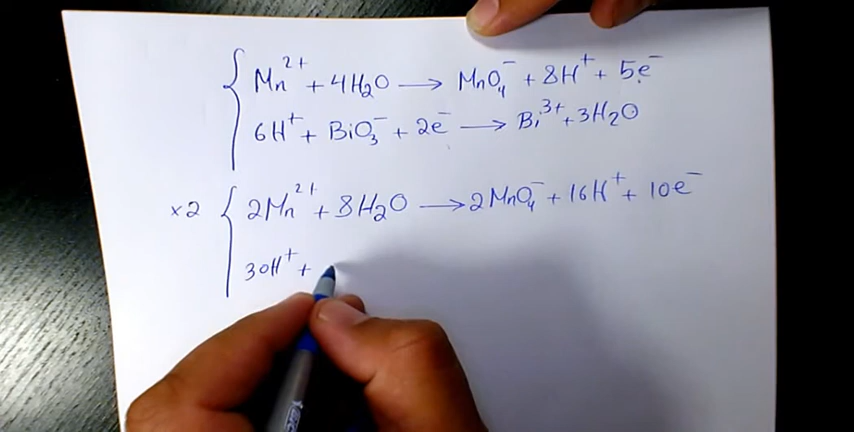 Mn²⁺ + 4H₂O → MnO₄⁻ + 8H⁺ + 5e⁻
6H⁺ + BiO₃⁻ + 2e⁻ → Bi³⁺ + 3H₂O
×2 2Mn²⁺ + 8H₂O → 2MnO₄⁻ + 16H⁺ + 10e⁻
30H⁺ +